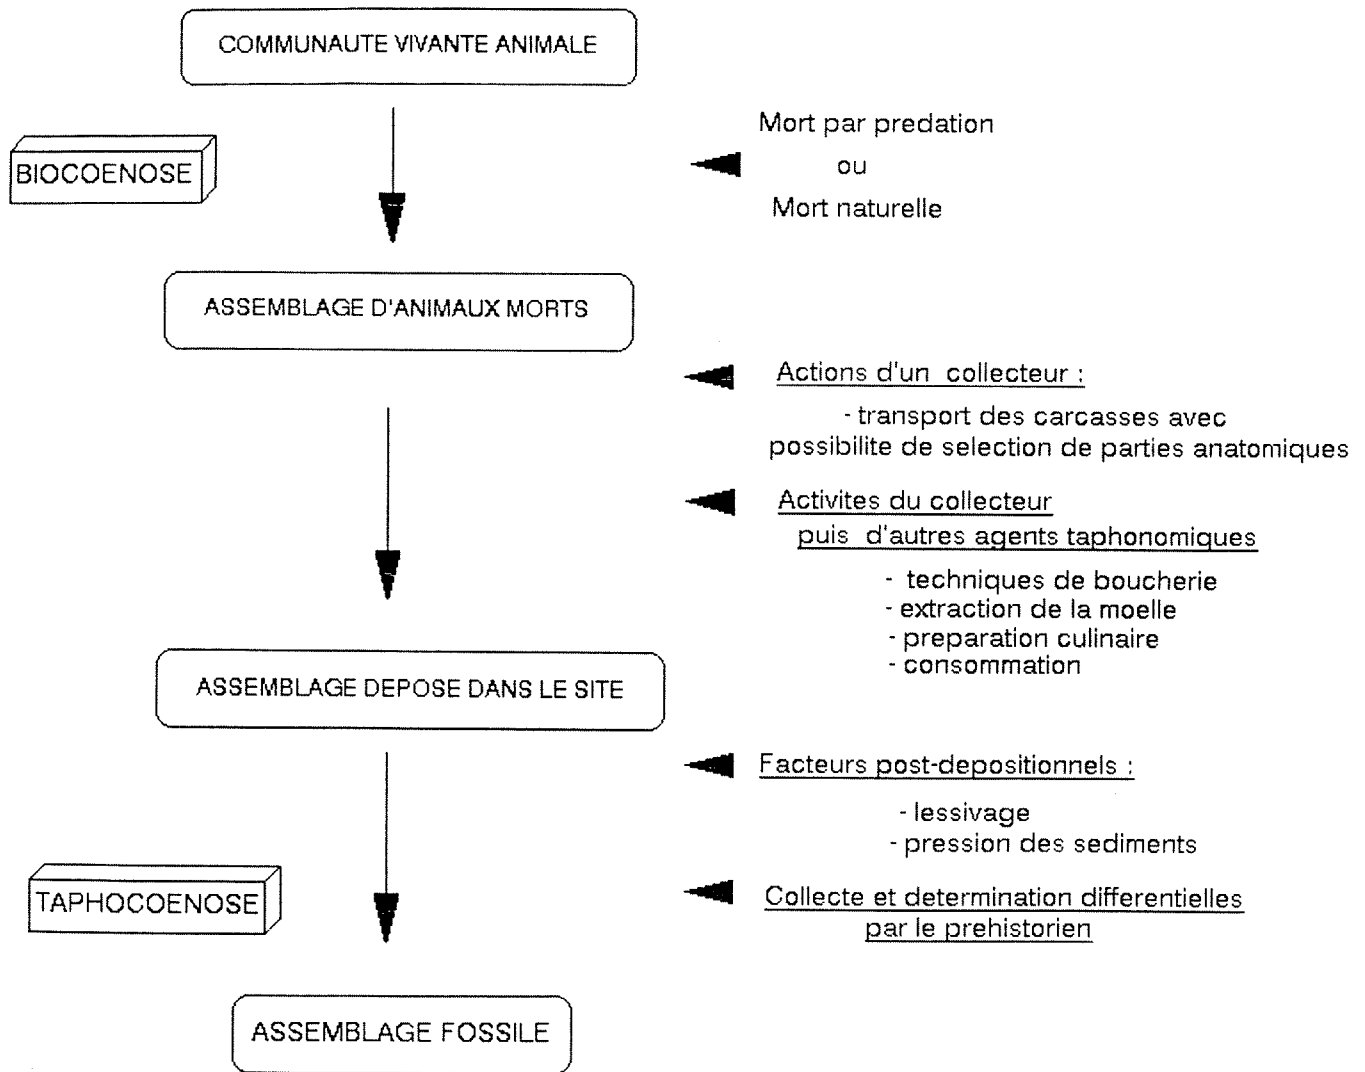 COMMUNAUTE VIVANTE ANIMALE
Mort par predation
BIOCOENOSE
ou
Mort naturelle
ASSEMBLAGE D'ANIMAUX MORTS
Actions d'un collecteur :
- transport des carcasses avec
possibilite de selection de parties anatomiques
Activites du collecteur
puis d'autres agents taphonomiques
- techniques de boucherie
- extraction de la moelle
- preparation culinaire
- consommation
ASSEMBLAGE DEPOSE DANS LE SITE
Facteurs post-depositionnels :
- lessivage
- pression des sediments
TAPHOCOENOSE
Collecte et determination differentielles
par le prehistorien
ASSEMBLAGE FOSSILE